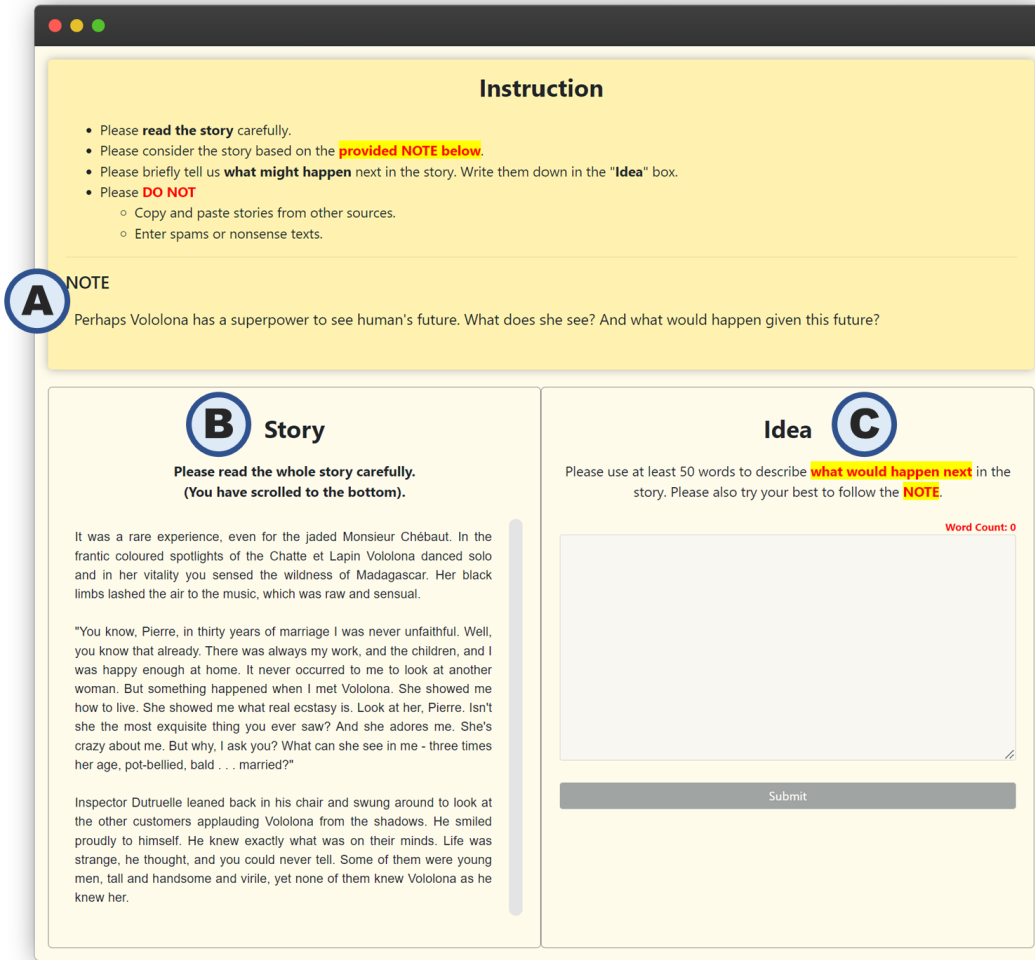 Instruction
• Please read the story carefully.
• Please consider the story based on the provided NOTE below.
• Please briefly tell us what might happen next in the story. Write them down in the "Idea" box.
• Please DO NOT
◦ Copy and paste stories from other sources.
◦ Enter spams or nonsense texts.
A
NOTE
Perhaps Vololona has a superpower to see human's future. What does she see? And what would happen given this future?
B
Story
Please read the whole story carefully.
(You have scrolled to the bottom).
It was a rare experience, even for the jaded Monsieur Chébaut. In the
frantic coloured spotlights of the Chatte et Lapin Vololona danced solo
and in her vitality you sensed the wildness of Madagascar. Her black
limbs lashed the air to the music, which was raw and sensual.
"You know, Pierre, in thirty years of marriage I was never unfaithful. Well,
you know that already. There was always my work, and the children, and I
was happy enough at home. It never occurred to me to look at another
woman. But something happened when I met Vololona. She showed me
how to live. She showed me what real ecstasy is. Look at her, Pierre. Isn't
she the most exquisite thing you ever saw? And she adores me. She's
crazy about me. But why, I ask you? What can she see in me - three times
her age, pot-bellied, bald . . . married?"
Inspector Dutruelle leaned back in his chair and swung around to look at
the other customers applauding Vololona from the shadows. He smiled
proudly to himself. He knew exactly what was on their minds. Life was
strange, he thought, and you could never tell. Some of them were young
men, tall and handsome and virile, yet none of them knew Vololona as he
knew her.
Idea
C
Please use at least 50 words to describe what would happen next in the
story. Please also try your best to follow the NOTE.
Word Count: 0
Submit